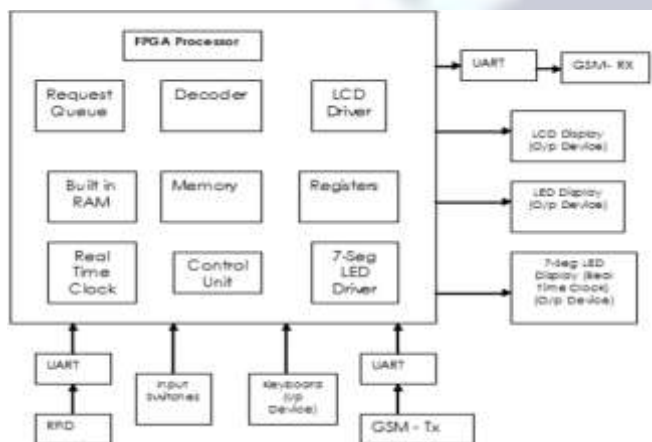 FPGA Processor
UART
GSM- RX
Request
Queue
Decoder
LCD
Driver
LCD Display
(O/p Device)
Built in
RAM
Memory
Registers
LED Display
(O/p Device)
Real
Time
Clock
Control
Unit
7-Seg
LED
Driver
7-Seg LED
Display (Real
Time Clock)
(O/p Device)
UART
Input
Switches
Keyboard
(I/p
Device)
UART
RFID
GSM - Tx